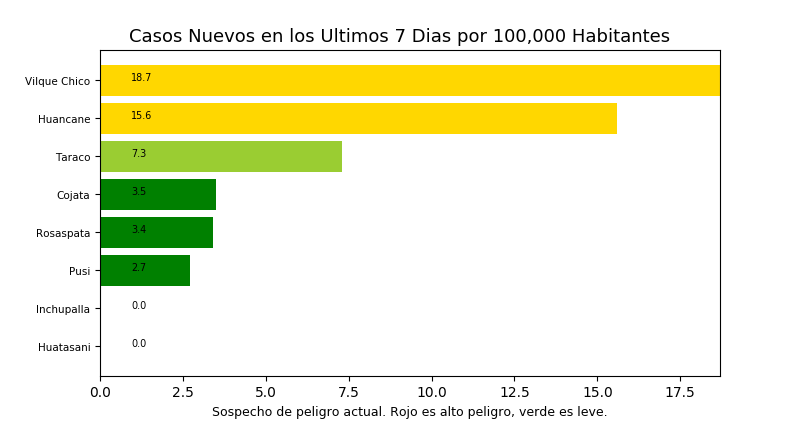 Casos Nuevos en los Ultimos 7 Dias por 100,000 Habitantes
Vilque Chico 18.7
Huancane 15.6
Taraco 7.3
Cojata 3.5
Rosaspata 3.4
Pusi 2.7
Inchupalla 0.0
Huatasani 0.0
0.0 2.5 5.0 7.5 10.0 12.5 15.0 17.5
Sospecho de peligro actual. Rojo es alto peligro, verde es leve.